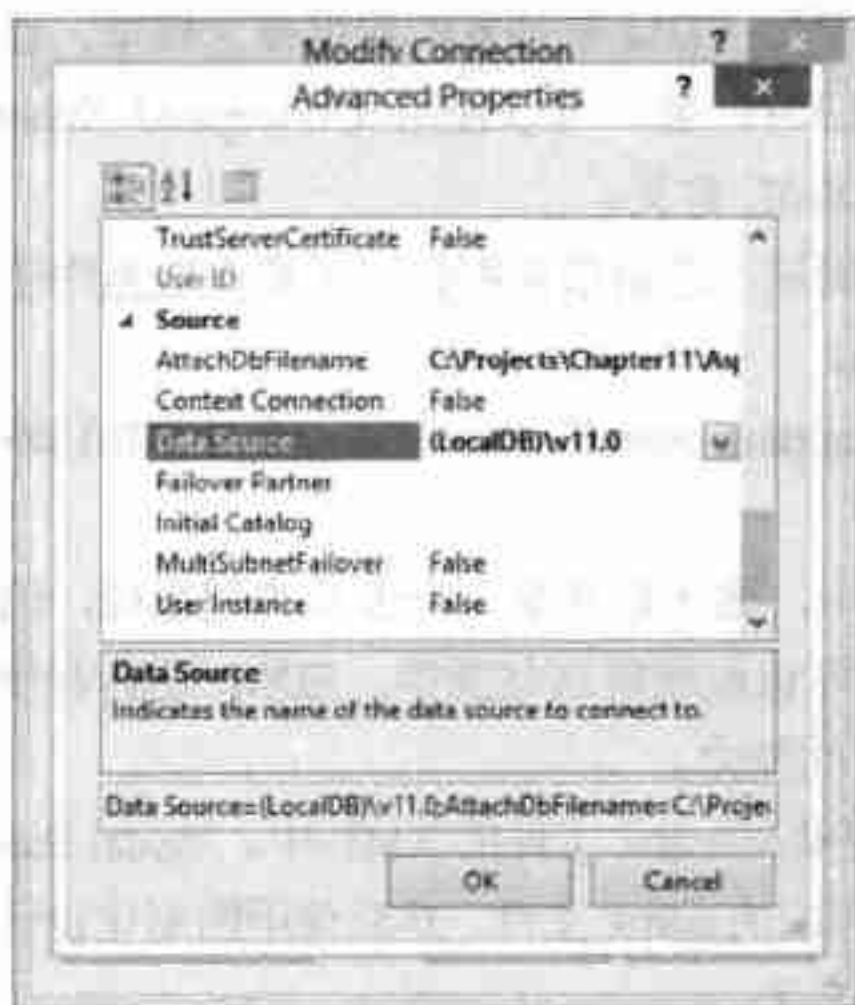 Modify Connection ?
Advanced Properties ? x
TrustServerCertificate False
User ID
Source
AttachDbFilename C:\Projects\Chapter11\Asp
Context Connection False
Data Source (LocalDB)\v11.0
Failover Partner
Initial Catalog
MultiSubnetFailover False
User Instance False
Data Source
Indicates the name of the data source to connect to.
Data Source=(LocalDB)\v11.0;AttachDbFilename=C:\Projec
OK Cancel